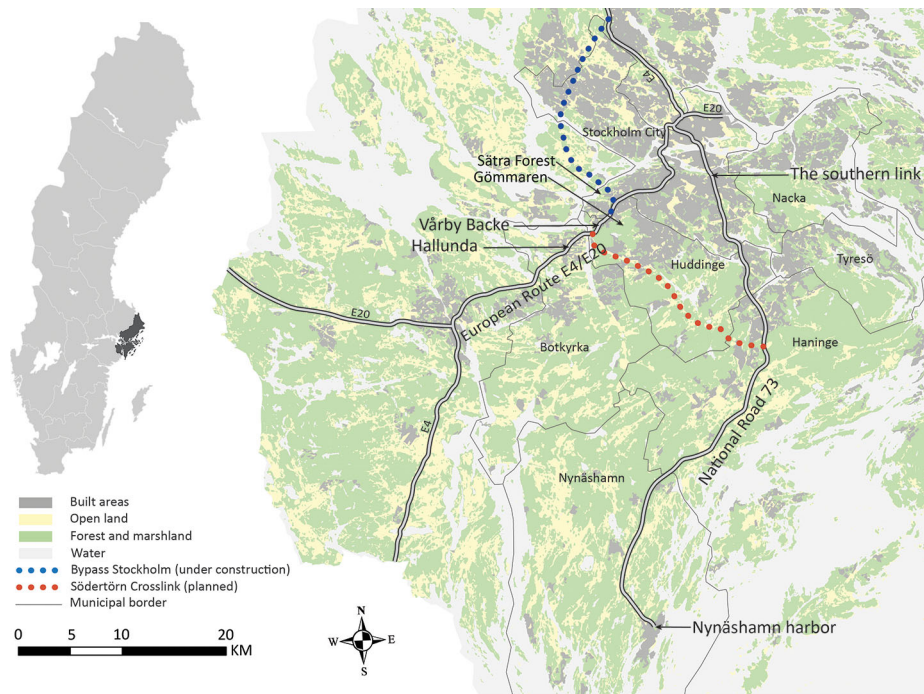 E4
E20
Stockholm City
Sätra Forest
Gömmaren
The southern link
Nacka
Vårby Backe
Hallunda
Tyresö
Huddinge
European Route E4/E20
E20
Botkyrka
Haninge
E4
National Road 73
Nynäshamn
Built areas
Open land
Forest and marshland
Water
Bypass Stockholm (under construction)
Södertörn Crosslink (planned)
Municipal border
0 5 10 20
KM
N
W E
S
Nynäshamn harbor